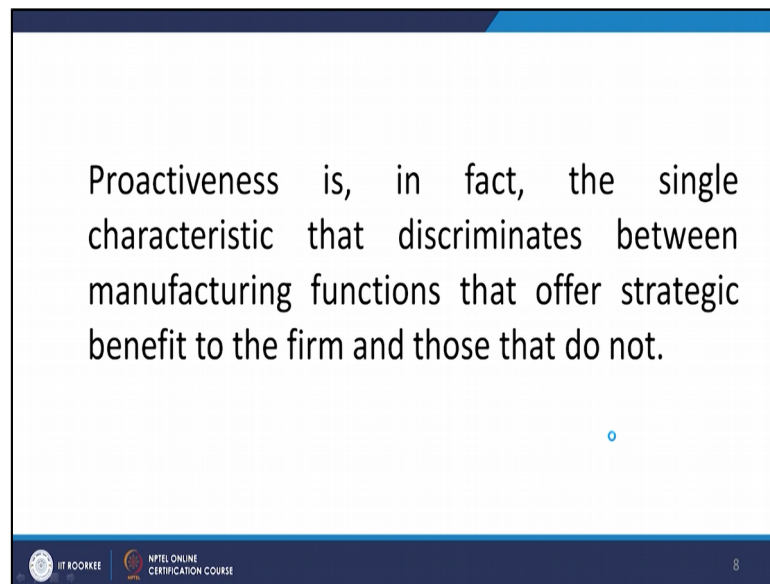 Proactiveness is, in fact, the single
characteristic that discriminates between
manufacturing functions that offer strategic
benefit to the firm and those that do not.
IIT ROORKEE
NPTEL ONLINE
CERTIFICATION COURSE
NPTEL
8